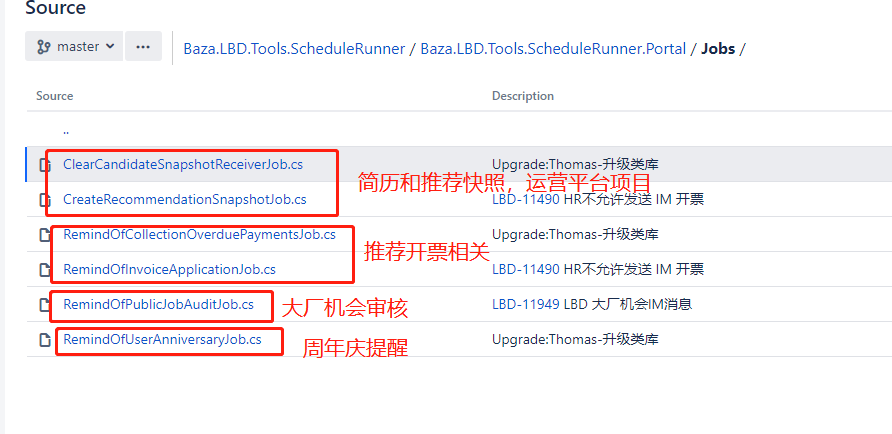 Source
master ... Baza.LBD.Tools.ScheduleRunner / Baza.LBD.Tools.ScheduleRunner.Portal / Jobs /
Source Description
..
ClearCandidateSnapshotReceiverJob.cs Upgrade:Thomas-升级类库
简历和推荐快照，运营平台项目
CreateRecommendationSnapshotJob.cs LBD-11490 HR不允许发送 IM 开票
RemindOfCollectionOverduePaymentsJob.cs Upgrade:Thomas-升级类库
推荐开票相关
RemindOfInvoiceApplicationJob.cs LBD-11490 HR不允许发送 IM 开票
RemindOfPublicJobAuditJob.cs 大厂机会审核 LBD-11949 LBD 大厂机会IM消息
RemindOfUserAnniversaryJob.cs 周年庆提醒 Upgrade:Thomas-升级类库